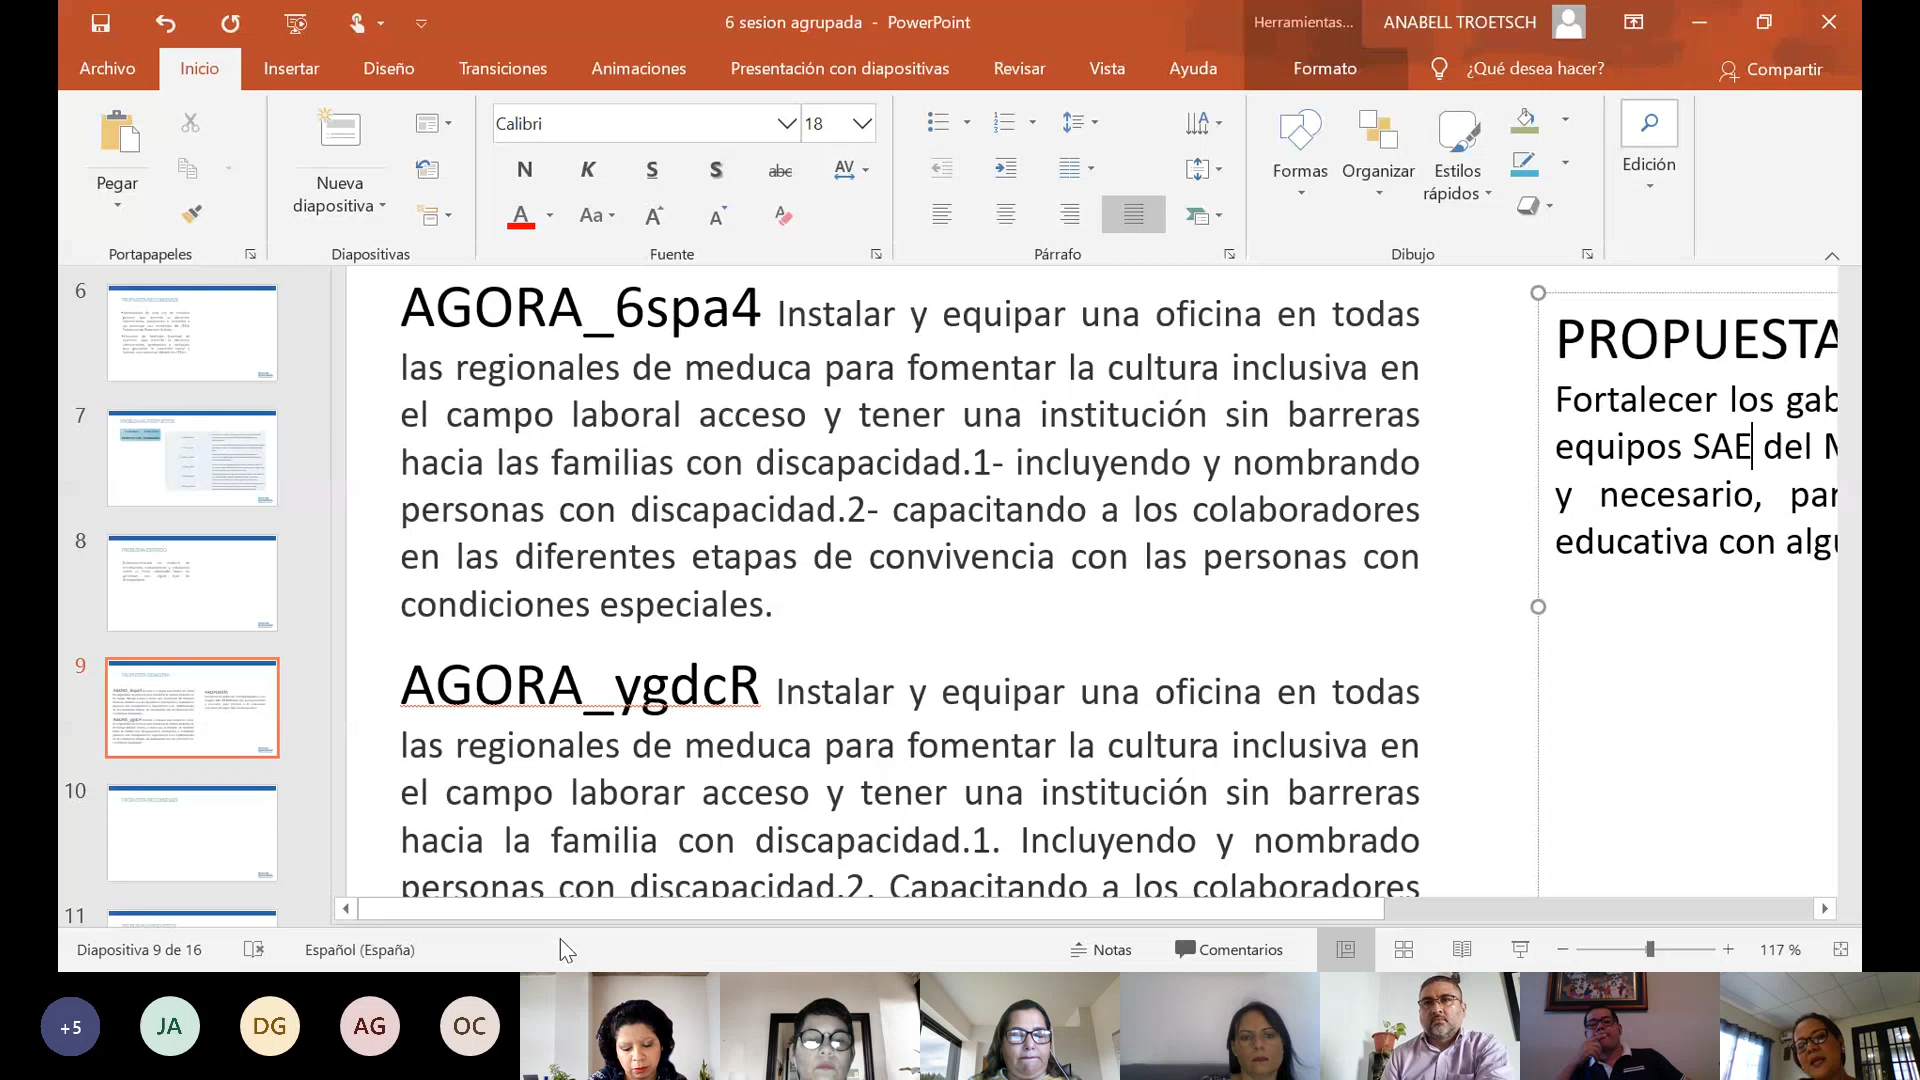 6 sesion agrupada - PowerPoint
Herramientas...
ANABELL TROETSCH
Archivo Inicio Insertar Diseño Transiciones Animaciones Presentación con diapositivas Revisar Vista Ayuda Formato ¿Qué desea hacer? Compartir
Pegar
Nueva diapositiva
Calibri 18
N K S S abc AV
A Aa A A A
Formas Organizar Estilos rápidos
Edición
Portapapeles Diapositivas Fuente Párrafo Dibujo
6
7
8
9
10
11
AGORA_6spa4 Instalar y equipar una oficina en todas
las regionales de meduca para fomentar la cultura inclusiva en
el campo laboral acceso y tener una institución sin barreras
hacia las familias con discapacidad.1- incluyendo y nombrando
personas con discapacidad.2- capacitando a los colaboradores
en las diferentes etapas de convivencia con las personas con
condiciones especiales.
AGORA_ygdcR Instalar y equipar una oficina en todas
las regionales de meduca para fomentar la cultura inclusiva en
el campo laborar acceso y tener una institución sin barreras
hacia la familia con discapacidad.1. Incluyendo y nombrado
personas con discapacidad.2. Capacitando a los colaboradores
PROPUESTA
Fortalecer los gab
equipos SAE del M
y necesario, par
educativa con algu
Diapositiva 9 de 16 Español (España) Notas Comentarios 117 %
+5 JA DG AG OC